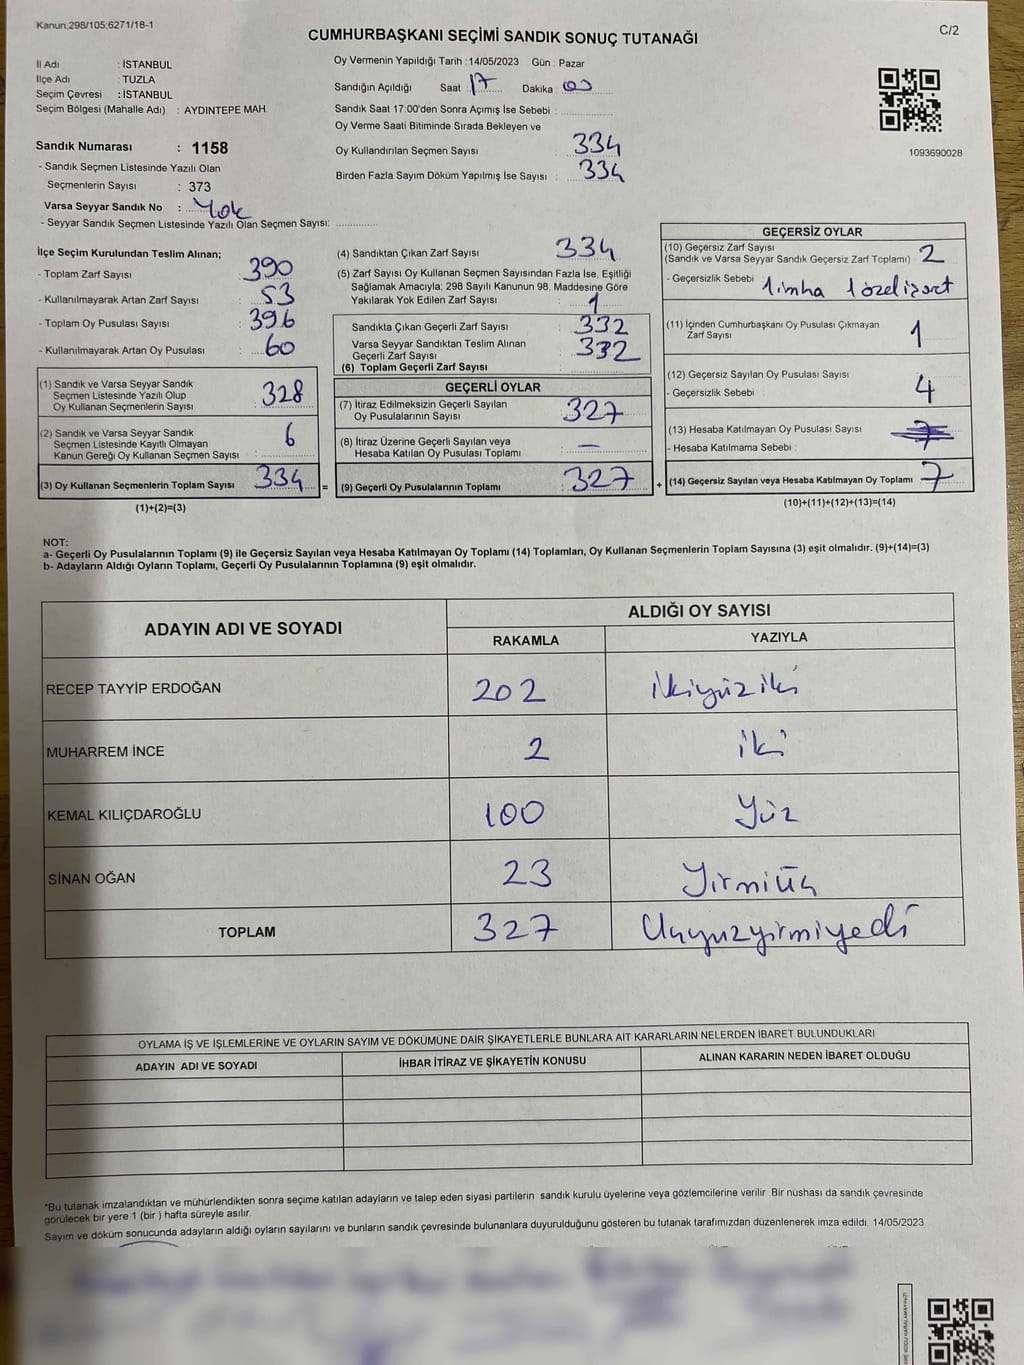 Kanun:298/105,6271/18-1
C/2
CUMHURBAŞKANI SEÇİMİ SANDIK SONUÇ TUTANAĞI
İl Adı : İSTANBUL
İlçe Adı : TUZLA
Seçim Çevresi : İSTANBUL
Seçim Bölgesi (Mahalle Adı) : AYDINTEPE MAH.
Oy Vermenin Yapıldığı Tarih :14/05/2023 Gün : Pazar
Sandığın Açıldığı Saat : 17 Dakika : 00
Sandık Saat 17:00'den Sonra Açımış İse Sebebi :
Oy Verme Saati Bitiminde Sırada Bekleyen ve
Oy Kullandırılan Seçmen Sayısı : 334
Birden Fazla Sayım Döküm Yapılmış İse Sayısı : 334
1093690028
Sandık Numarası : 1158
- Sandık Seçmen Listesinde Yazılı Olan
Seçmenlerin Sayısı : 373
Varsa Seyyar Sandık No : Yok
- Seyyar Sandık Seçmen Listesinde Yazılı Olan Seçmen Sayısı:
İlçe Seçim Kurulundan Teslim Alınan;
- Toplam Zarf Sayısı : 390
- Kullanılmayarak Artan Zarf Sayısı : 53
- Toplam Oy Pusulası Sayısı : 396
- Kullanılmayarak Artan Oy Pusulası : 60
(1) Sandık ve Varsa Seyyar Sandık
Seçmen Listesinde Yazılı Olup
Oy Kullanan Seçmenlerin Sayısı : 328
(2) Sandık ve Varsa Seyyar Sandık
Seçmen Listesinde Kayıtlı Olmayan
Kanun Gereği Oy Kullanan Seçmen Sayısı : 6
(3) Oy Kullanan Seçmenlerin Toplam Sayısı : 334 =
(1)+(2)=(3)
(4) Sandıktan Çıkan Zarf Sayısı : 334
(5) Zarf Sayısı Oy Kullanan Seçmen Sayısından Fazla İse, Eşitliği
Sağlamak Amacıyla; 298 Sayılı Kanunun 98. Maddesine Göre
Yakılarak Yok Edilen Zarf Sayısı : 1
Sandıkta Çıkan Geçerli Zarf Sayısı : 332
Varsa Seyyar Sandıktan Teslim Alınan
Geçerli Zarf Sayısı : 332
(6) Toplam Geçerli Zarf Sayısı :
GEÇERLİ OYLAR
(7) İtiraz Edilmeksizin Geçerli Sayılan
Oy Pusulalarının Sayısı : 327
(8) İtiraz Üzerine Geçerli Sayılan veya
Hesaba Katılan Oy Pusulası Toplamı : —
(9) Geçerli Oy Pusulalarının Toplamı : 327 +
GEÇERSİZ OYLAR
(10) Geçersiz Zarf Sayısı
(Sandık ve Varsa Seyyar Sandık Geçersiz Zarf Toplamı) : 2
- Geçersizlik Sebebi : 1 imha 1 özel işaret
(11) İçinden Cumhurbaşkanı Oy Pusulası Çıkmayan
Zarf Sayısı : 1
(12) Geçersiz Sayılan Oy Pusulası Sayısı : 4
- Geçersizlik Sebebi :
(13) Hesaba Katılmayan Oy Pusulası Sayısı : 7
- Hesaba Katılmama Sebebi :
(14) Geçersiz Sayılan veya Hesaba Katılmayan Oy Toplamı : 7
(10)+(11)+(12)+(13)=(14)
NOT:
a- Geçerli Oy Pusulalarının Toplamı (9) ile Geçersiz Sayılan veya Hesaba Katılmayan Oy Toplamı (14) Toplamları, Oy Kullanan Seçmenlerin Toplam Sayısına (3) eşit olmalıdır. (9)+(14)=(3)
b- Adayların Aldığı Oyların Toplamı, Geçerli Oy Pusulalarının Toplamına (9) eşit olmalıdır.
ADAYIN ADI VE SOYADI ALDIĞI OY SAYISI
RAKAMLA YAZIYLA
RECEP TAYYİP ERDOĞAN 202 ikiyüziki
MUHARREM İNCE 2 iki
KEMAL KILIÇDAROĞLU 100 Yüz
SİNAN OĞAN 23 Yirmiüç
TOPLAM 327 Üçyüzyirmiyedi
OYLAMA İŞ VE İŞLEMLERİNE VE OYLARIN SAYIM VE DÖKÜMÜNE DAİR ŞİKAYETLERLE BUNLARA AİT KARARLARIN NELERDEN İBARET BULUNDUKLARI
ADAYIN ADI VE SOYADI İHBAR İTİRAZ VE ŞİKAYETİN KONUSU ALINAN KARARIN NEDEN İBARET OLDUĞU
*Bu tutanak imzalandıktan ve mühürlendikten sonra seçime katılan adayların ve talep eden siyasi partilerin sandık kurulu üyelerine veya gözlemcilerine verilir Bir nüshası da sandık çevresinde
görülecek bir yere 1 (bir ) hafta süreyle asılır.
Sayım ve döküm sonucunda adayların aldığı oyların sayılarını ve bunların sandık çevresinde bulunanlara duyurulduğunu gösteren bu tutanak tarafımızdan düzenlenerek imza edildi. 14/05/2023